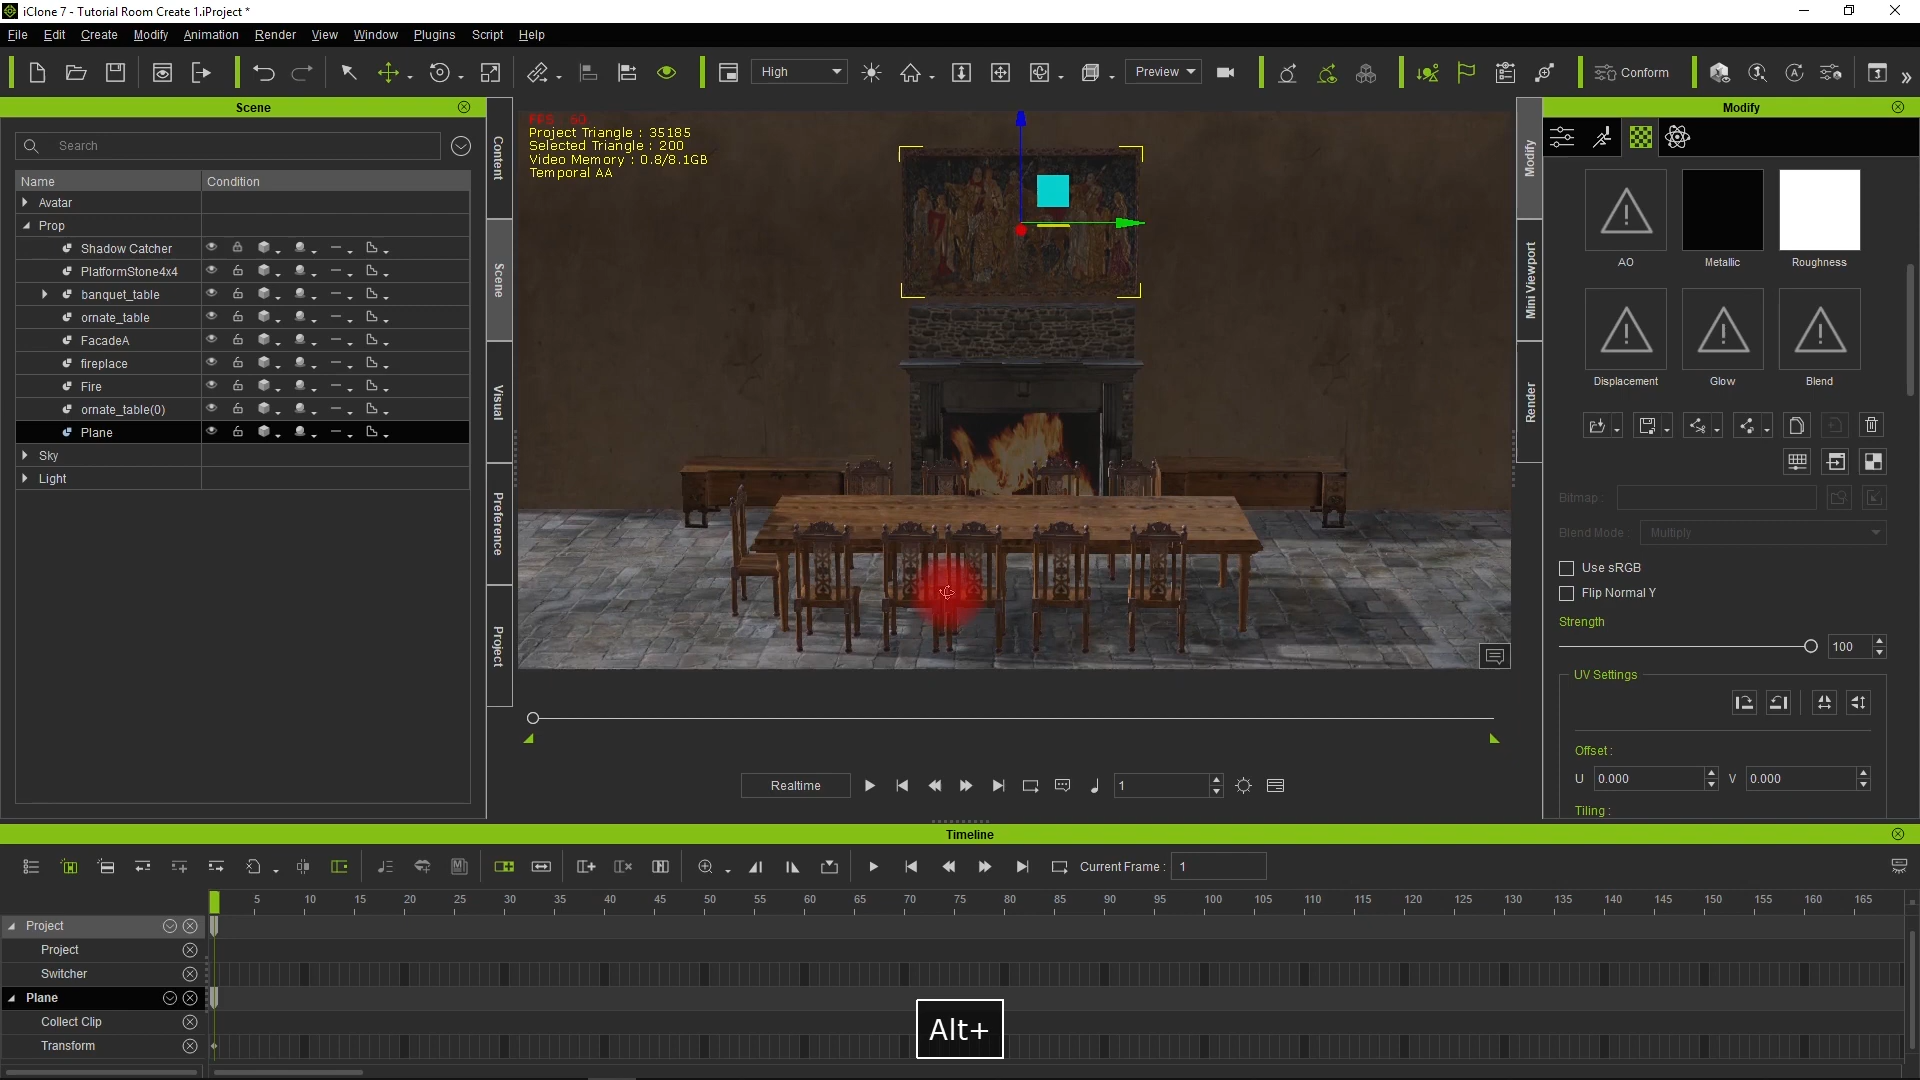 iClone 7 - Tutorial Room Create 1.iProject *
File Edit Create Modify Animation Render View Window Plugins Script Help
High
Preview
Conform
Scene
Search
Name Condition
Avatar
Prop
Shadow Catcher
PlatformStone4x4
banquet_table
ornate_table
FacadeA
fireplace
Fire
ornate_table(0)
Plane
Sky
Light
Content
Scene
Visual
Preference
Project
FPS 60
Project Triangle : 35185
Selected Triangle : 200
Video Memory : 0.8/8.1GB
Temporal AA
Realtime
1
Modify
Mini Viewport
Render
Modify
AO Metallic Roughness
Displacement Glow Blend
Bitmap :
Blend Mode : Multiply
Use sRGB
Flip Normal Y
Strength
100
UV Settings
Offset :
U 0.000 V 0.000
Tiling :
Timeline
Current Frame : 1
5 10 15 20 25 30 35 40 45 50 55 60 65 70 75 80 85 90 95 100 105 110 115 120 125 130 135 140 145 150 155 160 165
Project
Project
Switcher
Plane
Collect Clip
Transform
Alt+